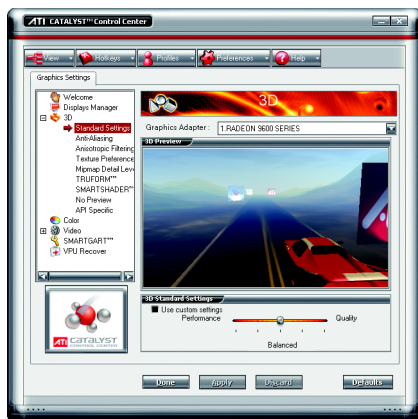 ATI CATALYST™ Control Center
View
Hotkeys
Profiles
Preferences
Help
Graphics Settings
Welcome
Displays Manager
3D
Standard Settings
Anti-Aliasing
Anisotropic Filtering
Texture Preference
Mipmap Detail Leve
TRUFORM™
SMARTSHADER™
No Preview
API Specific
Color
Video
SMARTGART™
VPU Recover
ATI CATALYST
CONTROL CENTER
3D
Graphics Adapter :
1.RADEON 9600 SERIES
3D Preview
3D Standard Settings
Use custom settings
Performance
Quality
Balanced
Done
Apply
Discard
Defaults